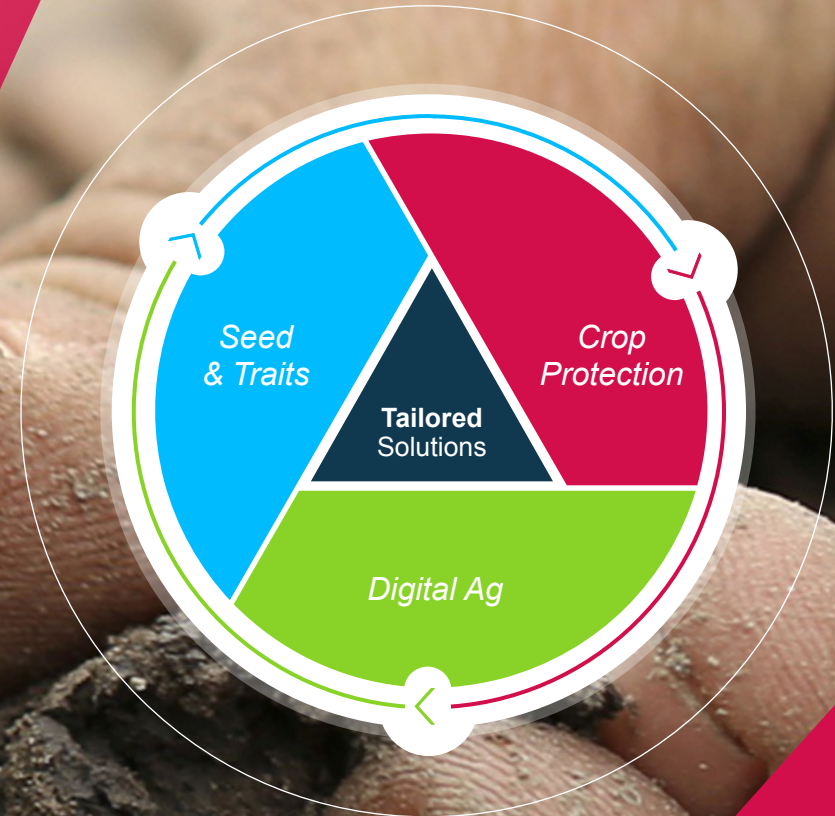 Seed
& Traits
Crop
Protection
Tailored
Solutions
Digital Ag